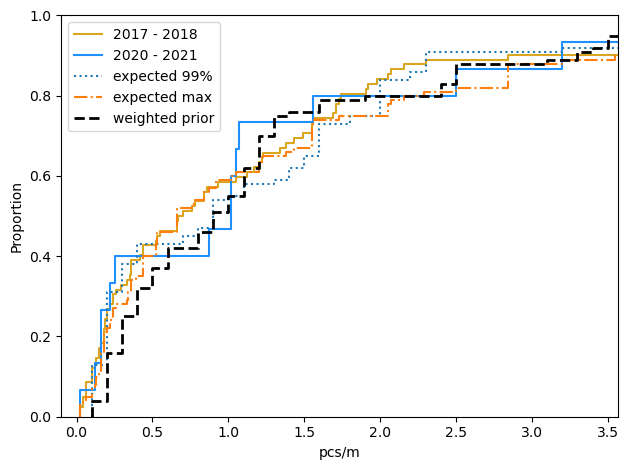 2017 - 2018
2020 - 2021
expected 99%
expected max
weighted prior
Proportion
1.0
0.8
0.6
0.4
0.2
0.0
0.0 0.5 1.0 1.5 2.0 2.5 3.0 3.5
pcs/m